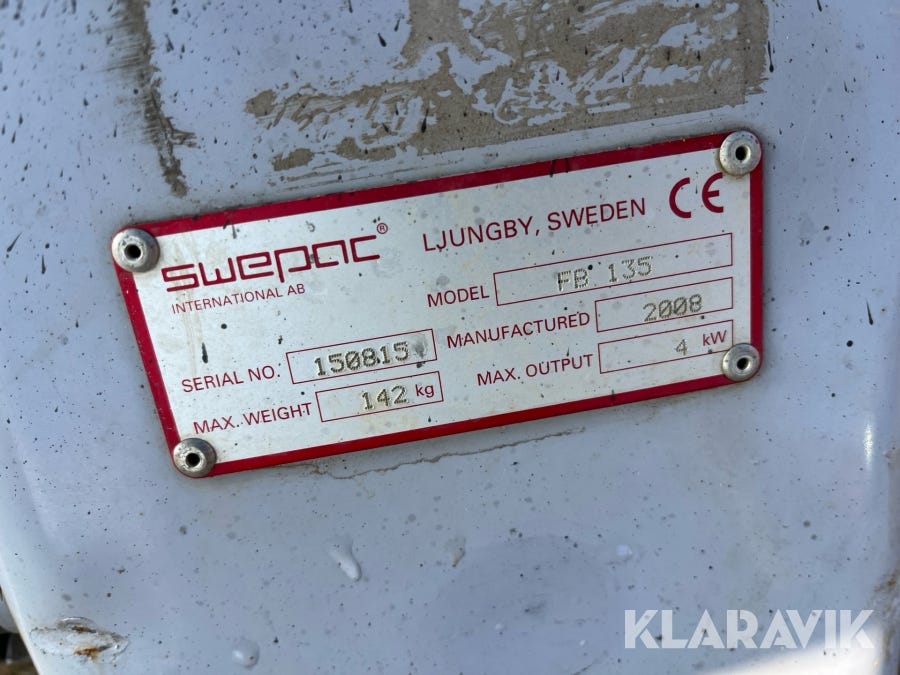 swepac® LJUNGBY, SWEDEN CE
INTERNATIONAL AB
MODEL FB 135
SERIAL NO. 150815 MANUFACTURED 2008
MAX. WEIGHT 142 kg MAX. OUTPUT 4 kW
KLARAVIK